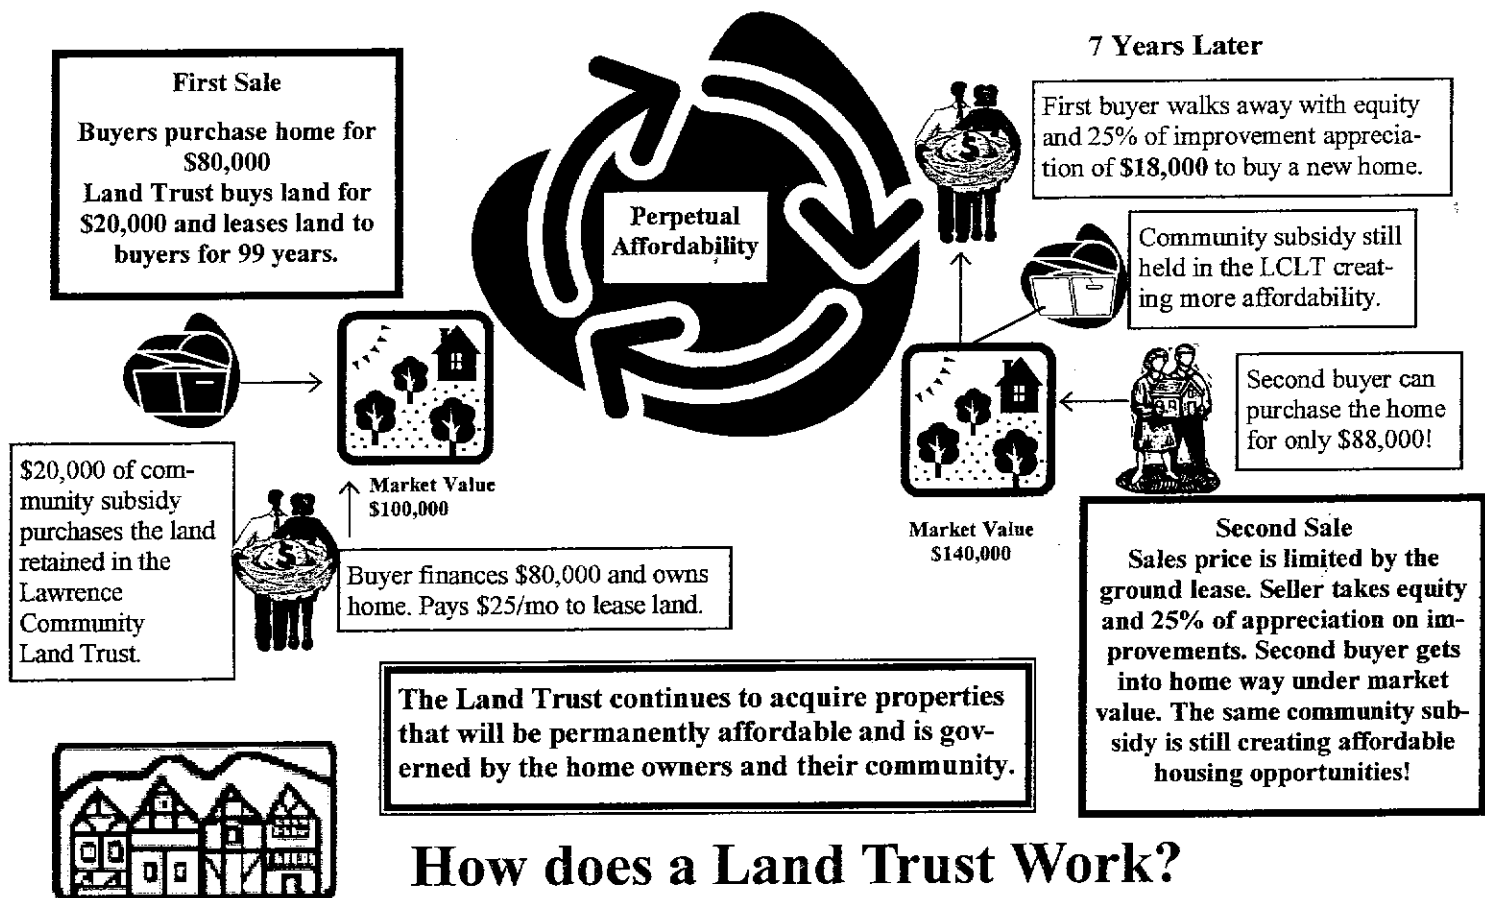 First Sale
Buyers purchase home for
$80,000
Land Trust buys land for
$20,000 and leases land to
buyers for 99 years.
Perpetual
Affordability
7 Years Later
First buyer walks away with equity
and 25% of improvement apprecia-
tion of $18,000 to buy a new home.
Community subsidy still
held in the LCLT creat-
ing more affordability.
Second buyer can
purchase the home
for only $88,000!
$20,000 of com-
munity subsidy
purchases the land
retained in the
Lawrence
Community
Land Trust.
Market Value
$100,000
$
Buyer finances $80,000 and owns
home. Pays $25/mo to lease land.
$
Market Value
$140,000
Second Sale
Sales price is limited by the
ground lease. Seller takes equity
and 25% of appreciation on im-
provements. Second buyer gets
into home way under market
value. The same community sub-
sidy is still creating affordable
housing opportunities!
The Land Trust continues to acquire properties
that will be permanently affordable and is gov-
erned by the home owners and their community.
How does a Land Trust Work?